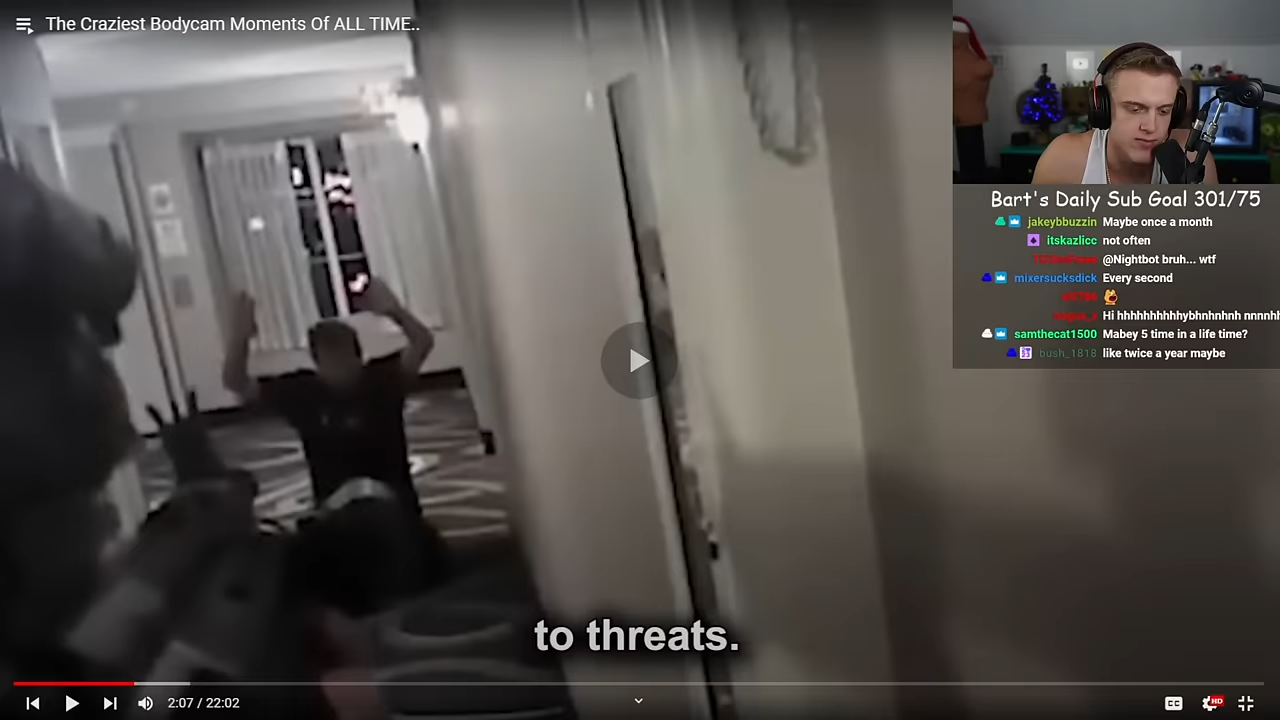 The Craziest Bodycam Moments Of ALL TIME..
Bart's Daily Sub Goal 301/75
jakeybbuzzin Maybe once a month
itskazlicc not often
@Nightbot bruh... wtf
mixersucksdick Every second
Hi hhhhhhhhhhybhnhnhnh
samthecat1500 Mabey 5 time in a life time?
bush_1818 like twice a year maybe
to threats.
2:07 / 22:02
CC
HD